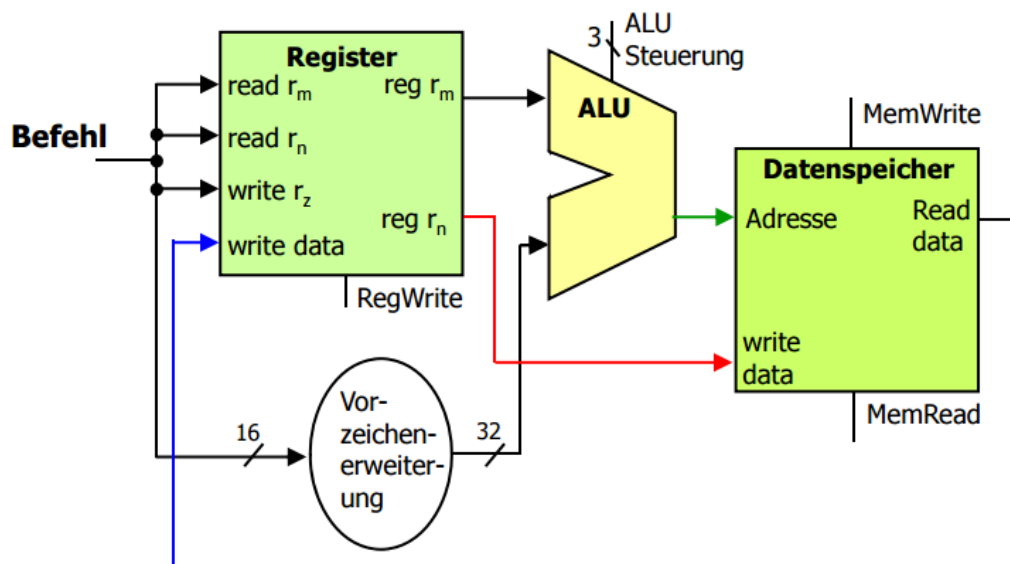 Befehl
Register
read rm
read rn
write rz
write data
reg rm
reg rn
RegWrite
16
Vor-
zeichen-
erweiter-
ung
32
3
ALU
Steuerung
ALU
MemWrite
Datenspeicher
Adresse
Read
data
write
data
MemRead